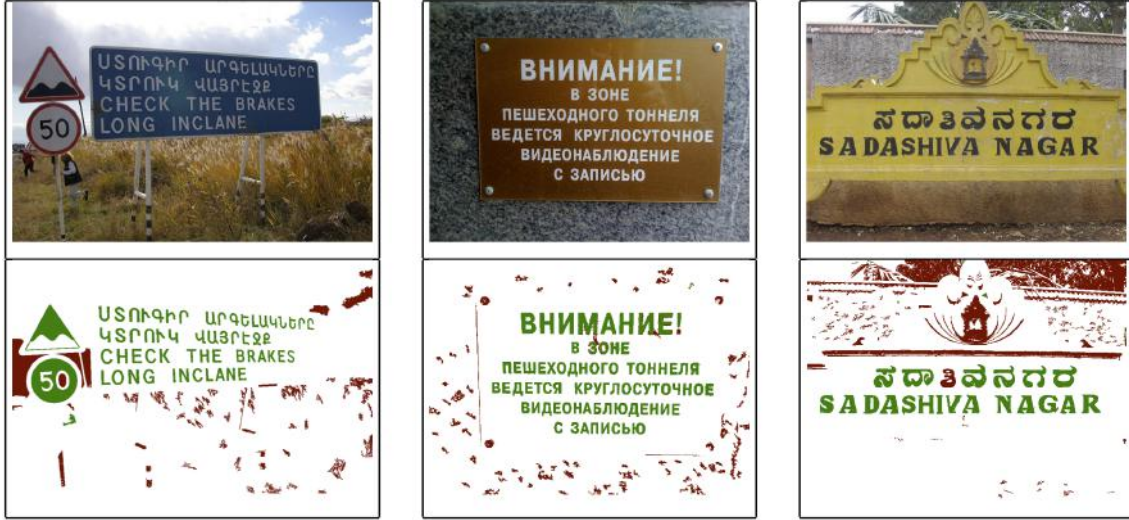 ՍՏՈՒԳԻՐ ԱՐԳԵԼԱԿՆԵՐԸ
ԿՏՐՈՒԿ ՎԱՅՐԷՋՔ
CHECK THE BRAKES
LONG INCLANE
50
ВНИМАНИЕ!
В ЗОНЕ
ПЕШЕХОДНОГО ТОННЕЛЯ
ВЕДЕТСЯ КРУГЛОСУТОЧНОЕ
ВИДЕОНАБЛЮДЕНИЕ
С ЗАПИСЬЮ
ಸದಾಶಿವನಗರ
SADASHIVA NAGAR
ՍՏՈՒԳԻՐ ԱՐԳԵԼԱԿՆԵՐԸ
ԿՏՐՈՒԿ ՎԱՅՐԷՋՔ
CHECK THE BRAKES
LONG INCLANE
50
ВНИМАНИЕ!
В ЗОНЕ
ПЕШЕХОДНОГО ТОННЕЛЯ
ВЕДЕТСЯ КРУГЛОСУТОЧНОЕ
ВИДЕОНАБЛЮДЕНИЕ
С ЗАПИСЬЮ
ಸದಾಶಿವನಗರ
SADASHIVA NAGAR